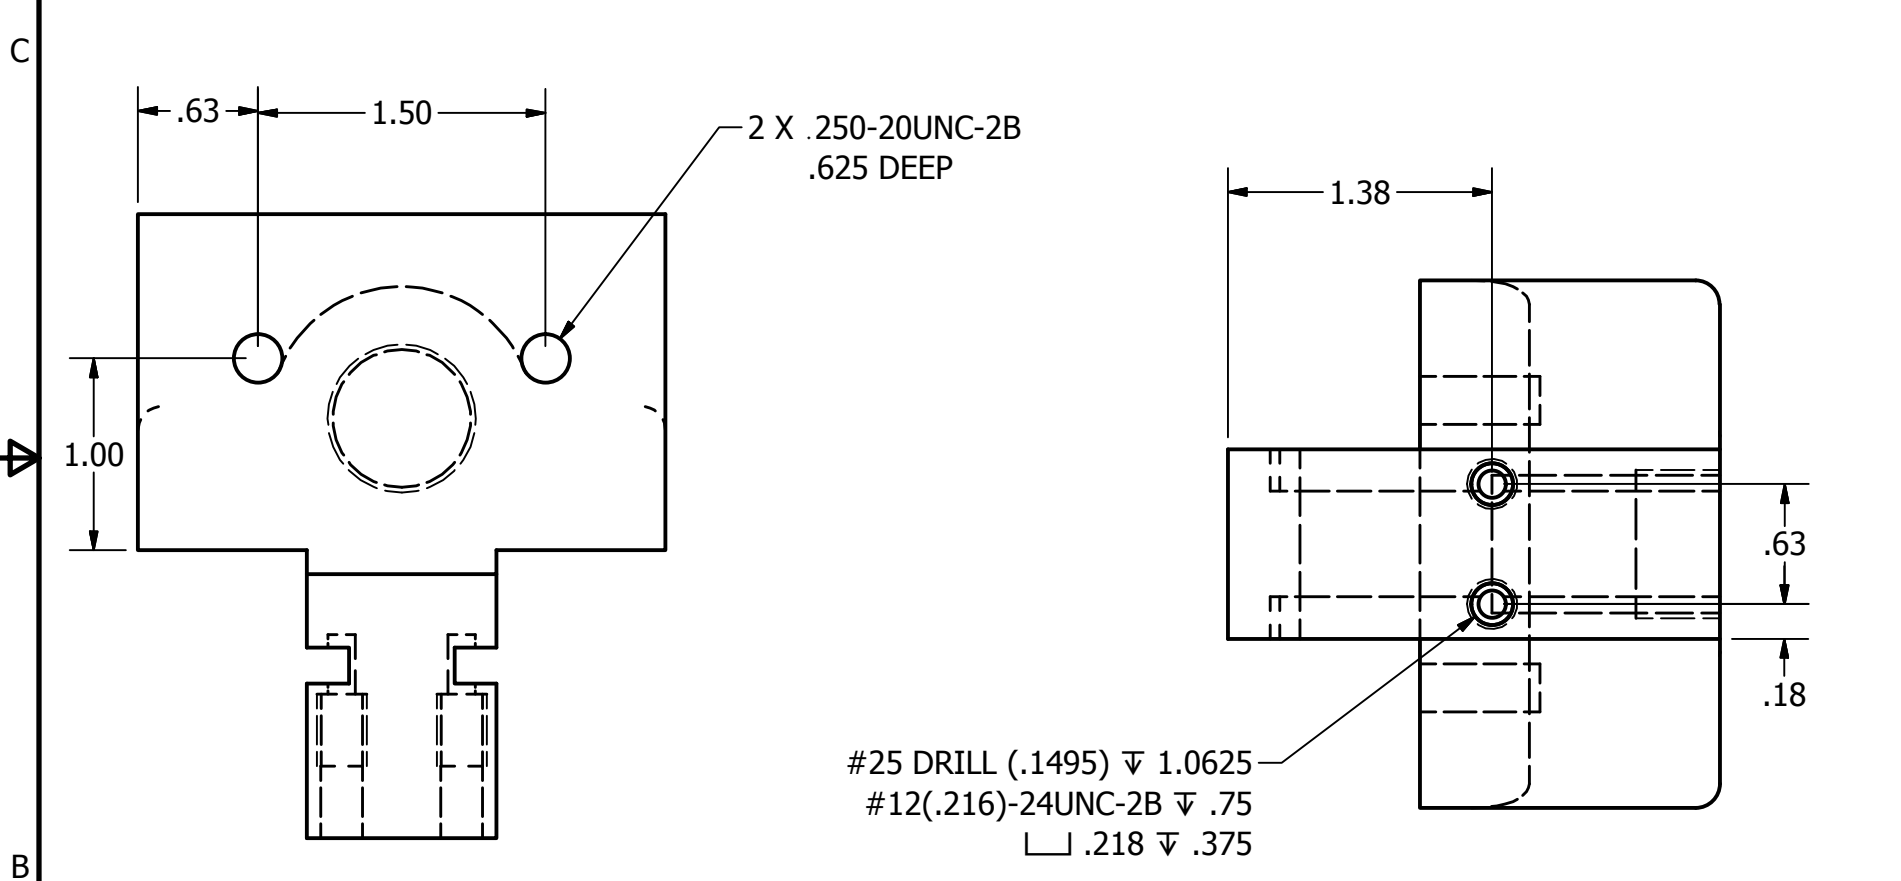 C
.63
1.50
2 X .250-20UNC-2B
.625 DEEP
1.38
1.00
.63
.18
#25 DRILL (.1495) ↧ 1.0625
#12(.216)-24UNC-2B ↧ .75
⌴ .218 ↧ .375
B